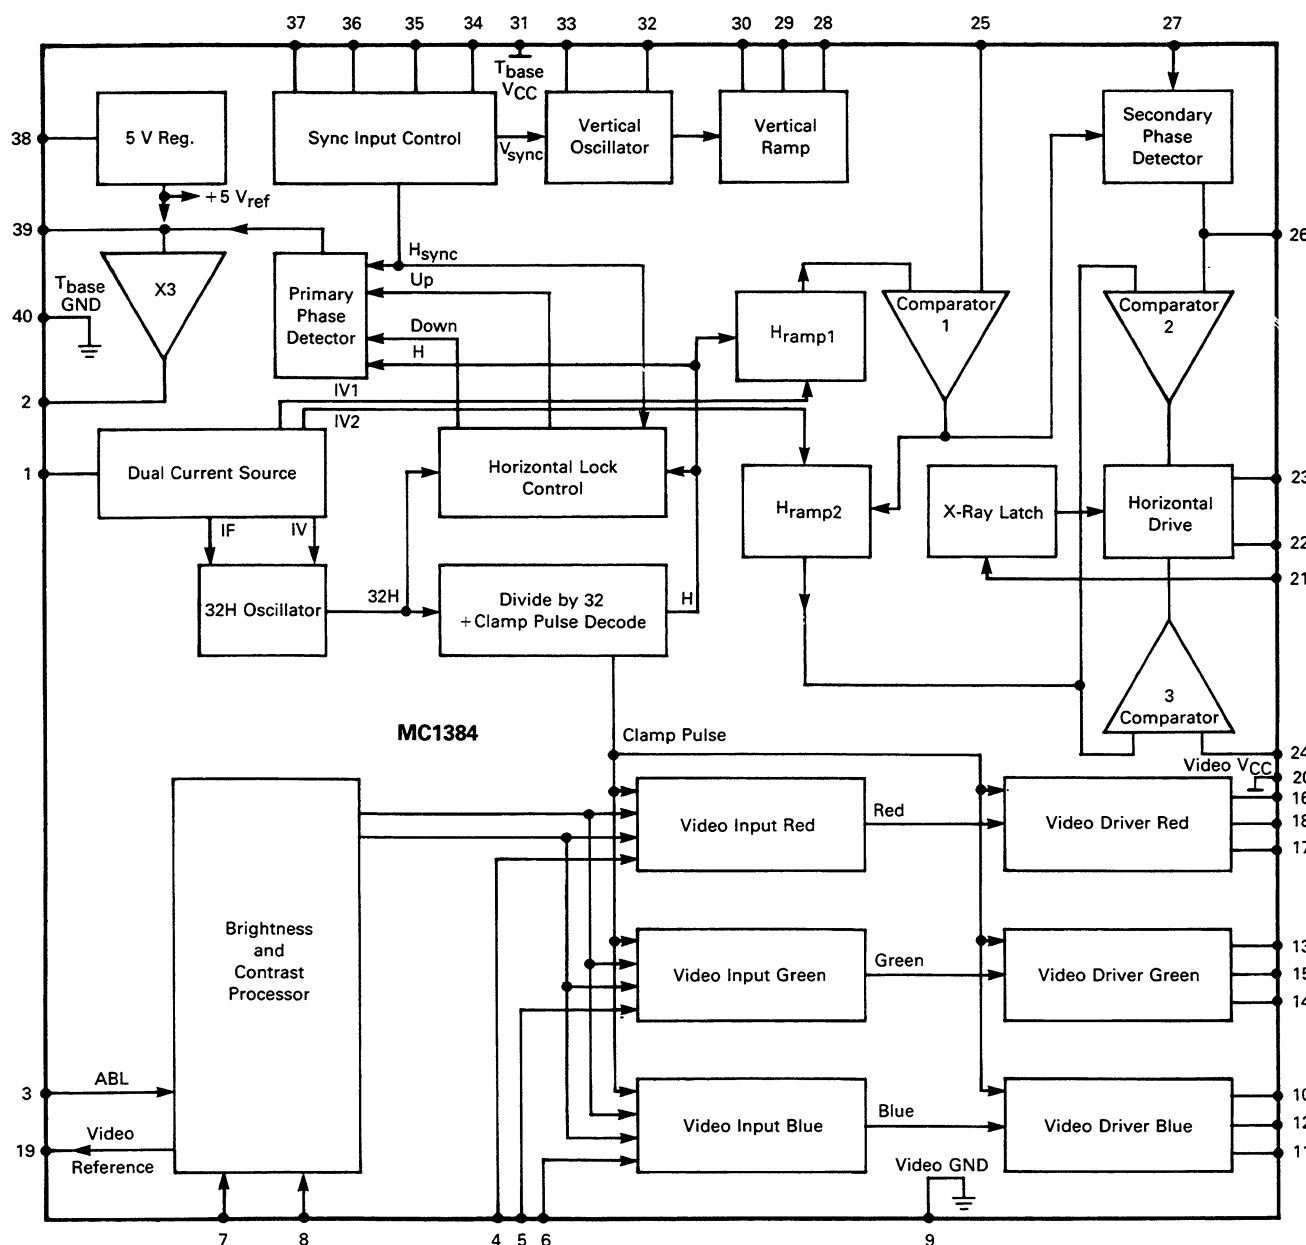 37 36 35 34 31 33 32 30 29 28 25 27
Tbase
VCC
5 V Reg.
38
Sync Input Control
Vsync
Vertical
Oscillator
Vertical
Ramp
Secondary
Phase
Detector
+5 Vref
39
26
Hsync
Up
Tbase
GND
X3
Primary
Phase
Detector
Down
H
Hramp1
Comparator
1
Comparator
2
40
2
IV1
IV2
1
Dual Current Source
Horizontal Lock
Control
Hramp2
X-Ray Latch
Horizontal
Drive
23
22
21
IF
IV
32H Oscillator
32H
Divide by 32
+Clamp Pulse Decode
H
3
Comparator
MC1384
Clamp Pulse
24
Video VCC
20
16
18
17
Video Input Red
Red
Video Driver Red
Brightness
and
Contrast
Processor
Video Input Green
Green
Video Driver Green
13
15
14
3
ABL
19
Video
Reference
Video Input Blue
Blue
Video Driver Blue
10
12
11
Video GND
7 8 4 5 6 9